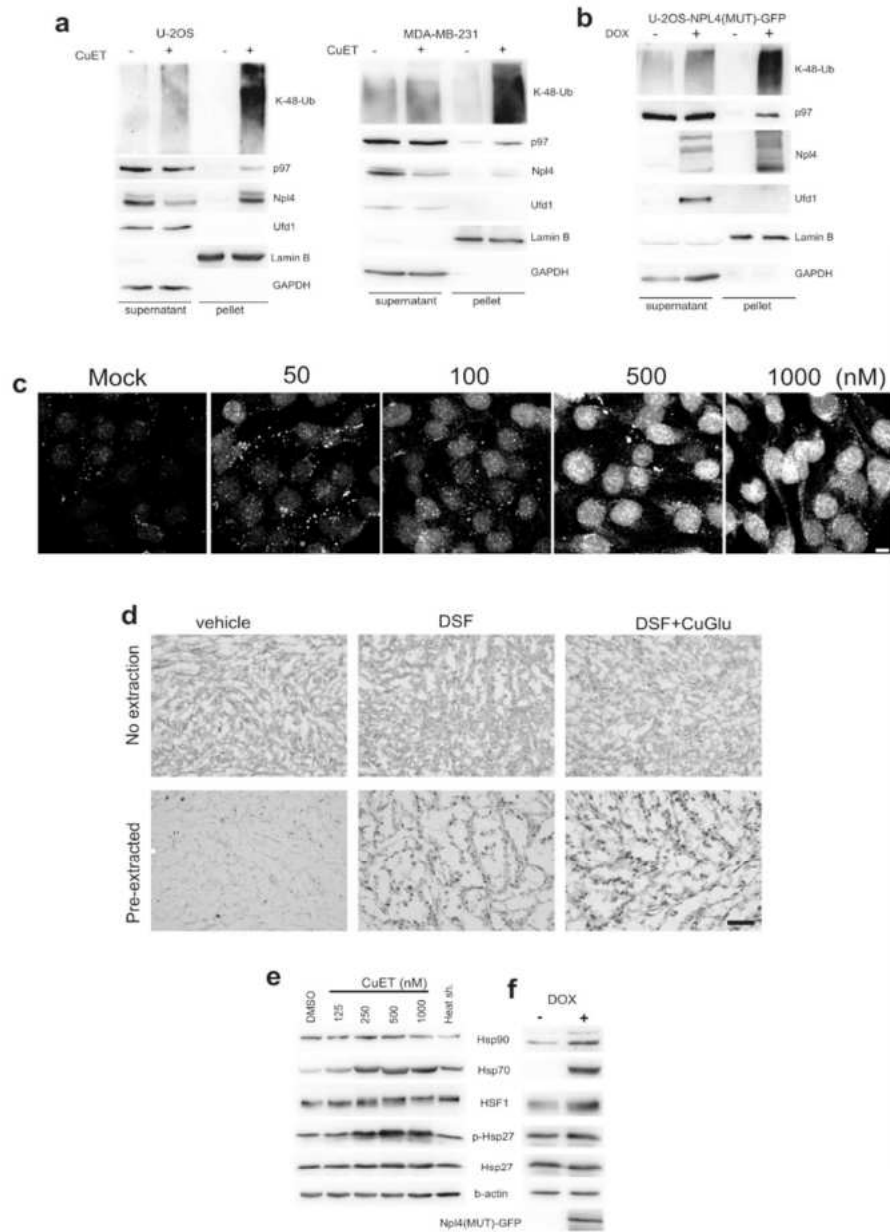 a
U-2OS
CuET - + - +
K-48-Ub
p97
Npl4
Ufd1
Lamin B
GAPDH
supernatant pellet
MDA-MB-231
CuET - + - +
K-48-Ub
p97
Npl4
Ufd1
Lamin B
GAPDH
supernatant pellet
b
U-2OS-NPL4(MUT)-GFP
DOX - + - +
K-48-Ub
p97
Npl4
Ufd1
Lamin B
GAPDH
supernatant pellet
c
Mock 50 100 500 1000 (nM)
d
vehicle DSF DSF+CuGlu
No extraction
Pre-extracted
e
CuET (nM)
DMSO 125 250 500 1000 Heat sh.
f
DOX
- +
Hsp90
Hsp70
HSF1
p-Hsp27
Hsp27
b-actin
Npl4(MUT)-GFP